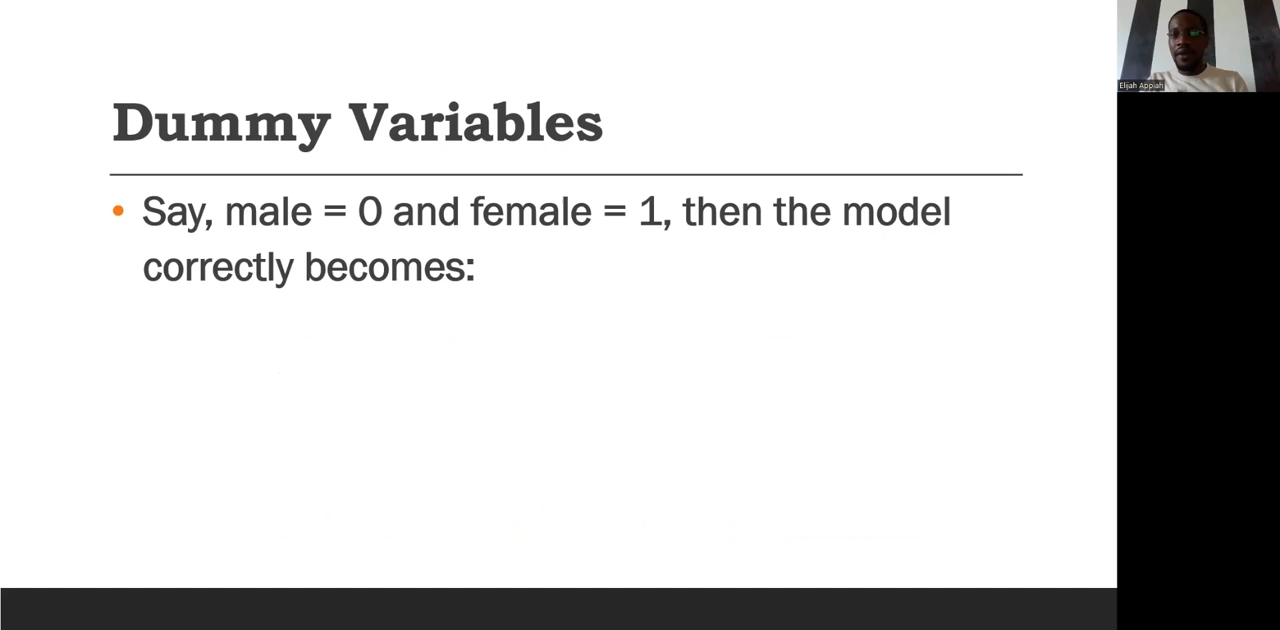 Dummy Variables
• Say, male = 0 and female = 1, then the model
correctly becomes:
Elijah Appiah